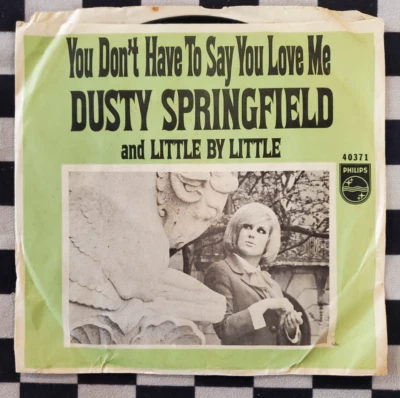 You Don't Have To Say You Love Me
DUSTY SPRINGFIELD
and LITTLE BY LITTLE
40371
PHILIPS